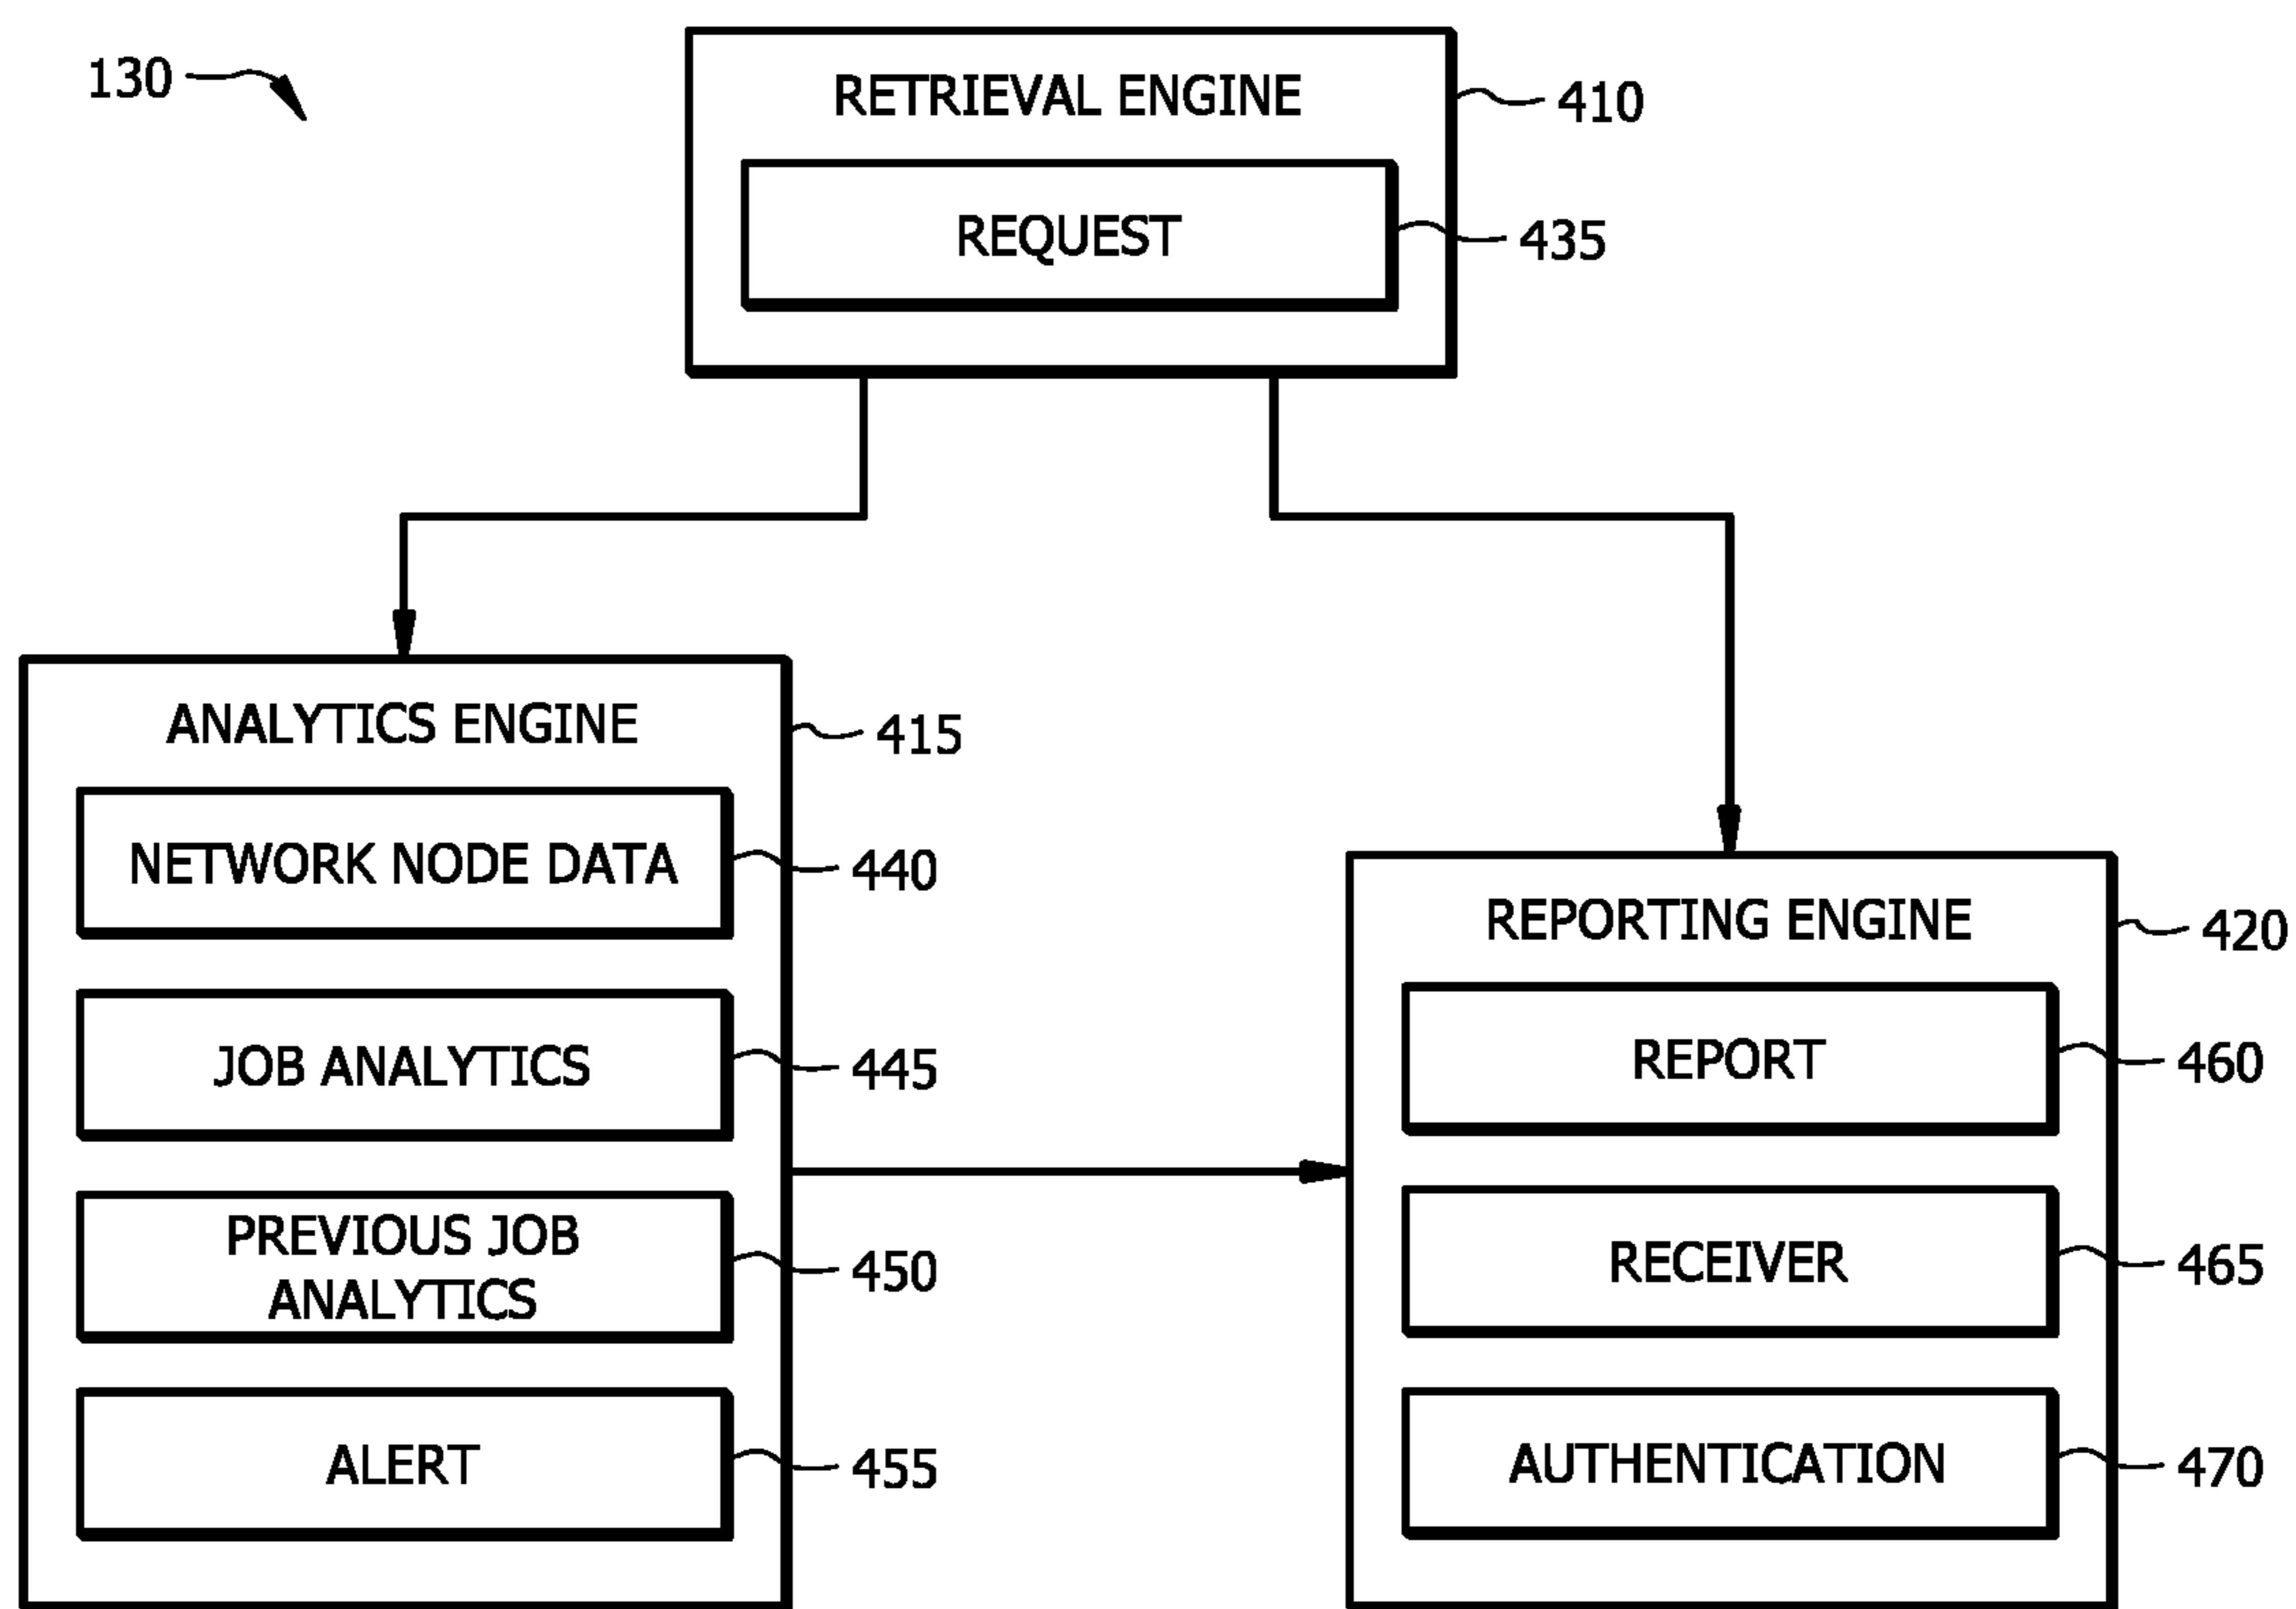 130
RETRIEVAL ENGINE
410
REQUEST
435
ANALYTICS ENGINE
415
NETWORK NODE DATA
440
JOB ANALYTICS
445
PREVIOUS JOB
ANALYTICS
450
ALERT
455
REPORTING ENGINE
420
REPORT
460
RECEIVER
465
AUTHENTICATION
470